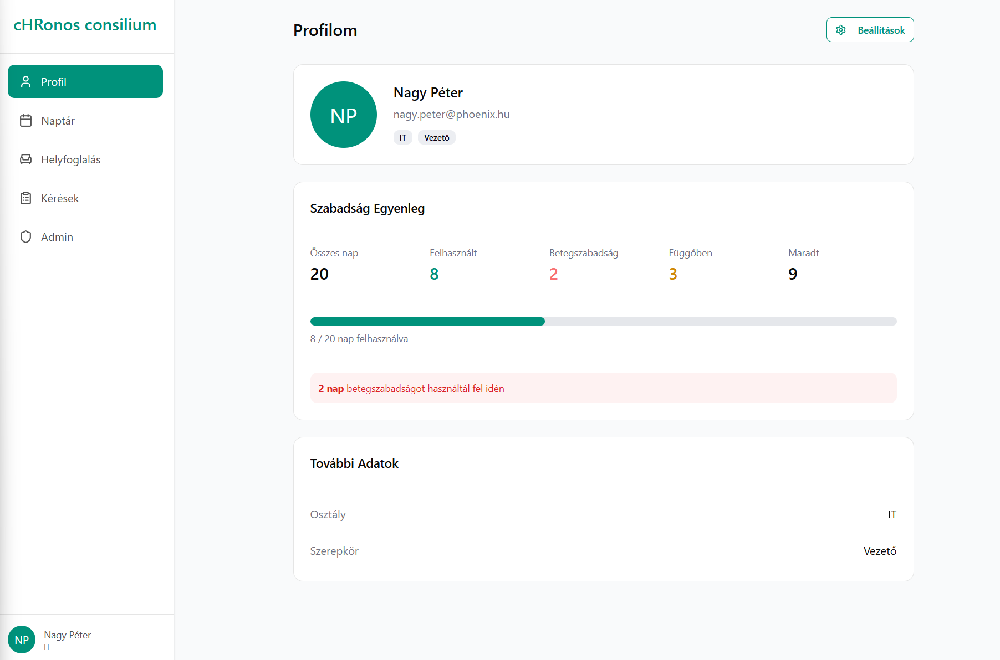 cHRonos consilium
Profil
Naptár
Helyfoglalás
Kérések
Admin
NP
Nagy Péter
IT
Profilom
Beállítások
NP
Nagy Péter
nagy.peter@phoenix.hu
IT
Vezető
Szabadság Egyenleg
Összes nap
20
Felhasznált
8
Betegszabadság
2
Függőben
3
Maradt
9
8 / 20 nap felhasználva
2 nap betegszabadságot használtál fel idén
További Adatok
Osztály
IT
Szerepkör
Vezető